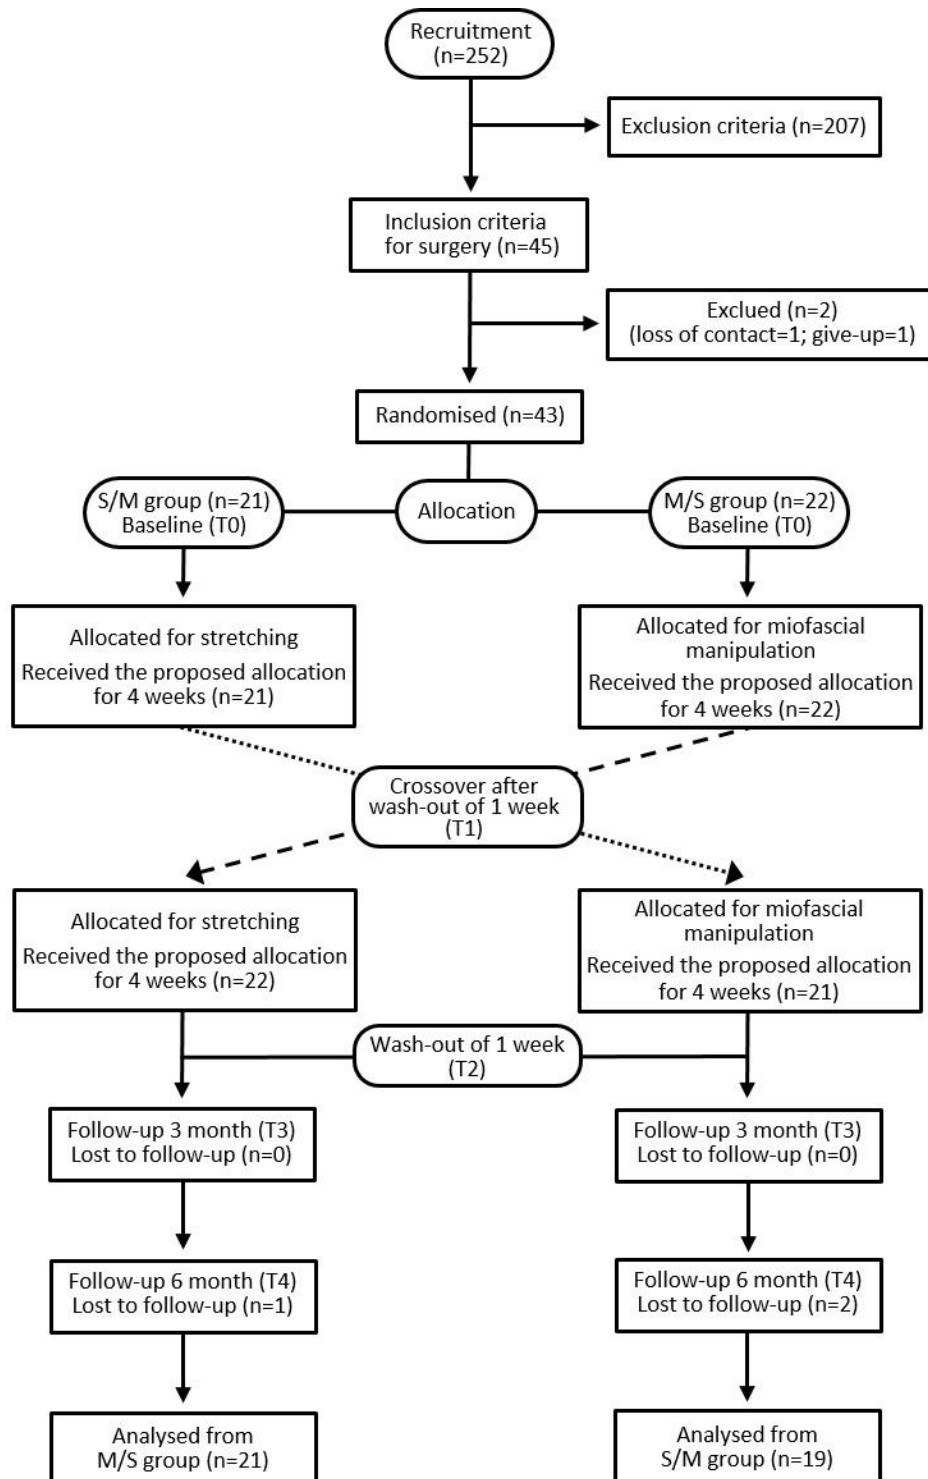 Recruitment
(n=252)
Exclusion criteria (n=207)
Inclusion criteria
for surgery (n=45)
Exclued (n=2)
(loss of contact=1; give-up=1)
Randomised (n=43)
S/M group (n=21)
Baseline (T0)
Allocation
M/S group (n=22)
Baseline (T0)
Allocated for stretching
Received the proposed allocation
for 4 weeks (n=21)
Allocated for miofascial
manipulation
Received the proposed allocation
for 4 weeks (n=22)
Crossover after
wash-out of 1 week
(T1)
Allocated for stretching
Received the proposed allocation
for 4 weeks (n=22)
Allocated for miofascial
manipulation
Received the proposed allocation
for 4 weeks (n=21)
Wash-out of 1 week
(T2)
Follow-up 3 month (T3)
Lost to follow-up (n=0)
Follow-up 3 month (T3)
Lost to follow-up (n=0)
Follow-up 6 month (T4)
Lost to follow-up (n=1)
Follow-up 6 month (T4)
Lost to follow-up (n=2)
Analysed from
M/S group (n=21)
Analysed from
S/M group (n=19)